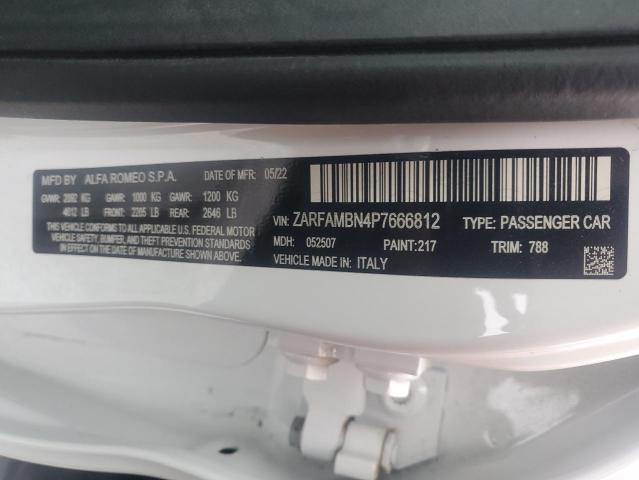 MFD BY ALFA ROMEO S.P.A. DATE OF MFR: 05/22
GVWR: 2092 KG GAWR: 1000 KG GAWR: 1200 KG
4612 LB FRONT: 2205 LB REAR: 2646 LB
THIS VEHICLE CONFORMS TO ALL APPLICABLE U.S. FEDERAL MOTOR
VEHICLE SAFETY, BUMPER, AND THEFT PREVENTION STANDARDS
IN EFFECT ON THE DATE OF MANUFACTURE SHOWN ABOVE.
VIN: ZARFAMBN4P7666812 TYPE: PASSENGER CAR
MDH: 052507 PAINT: 217 TRIM: 788
VEHICLE MADE IN: ITALY